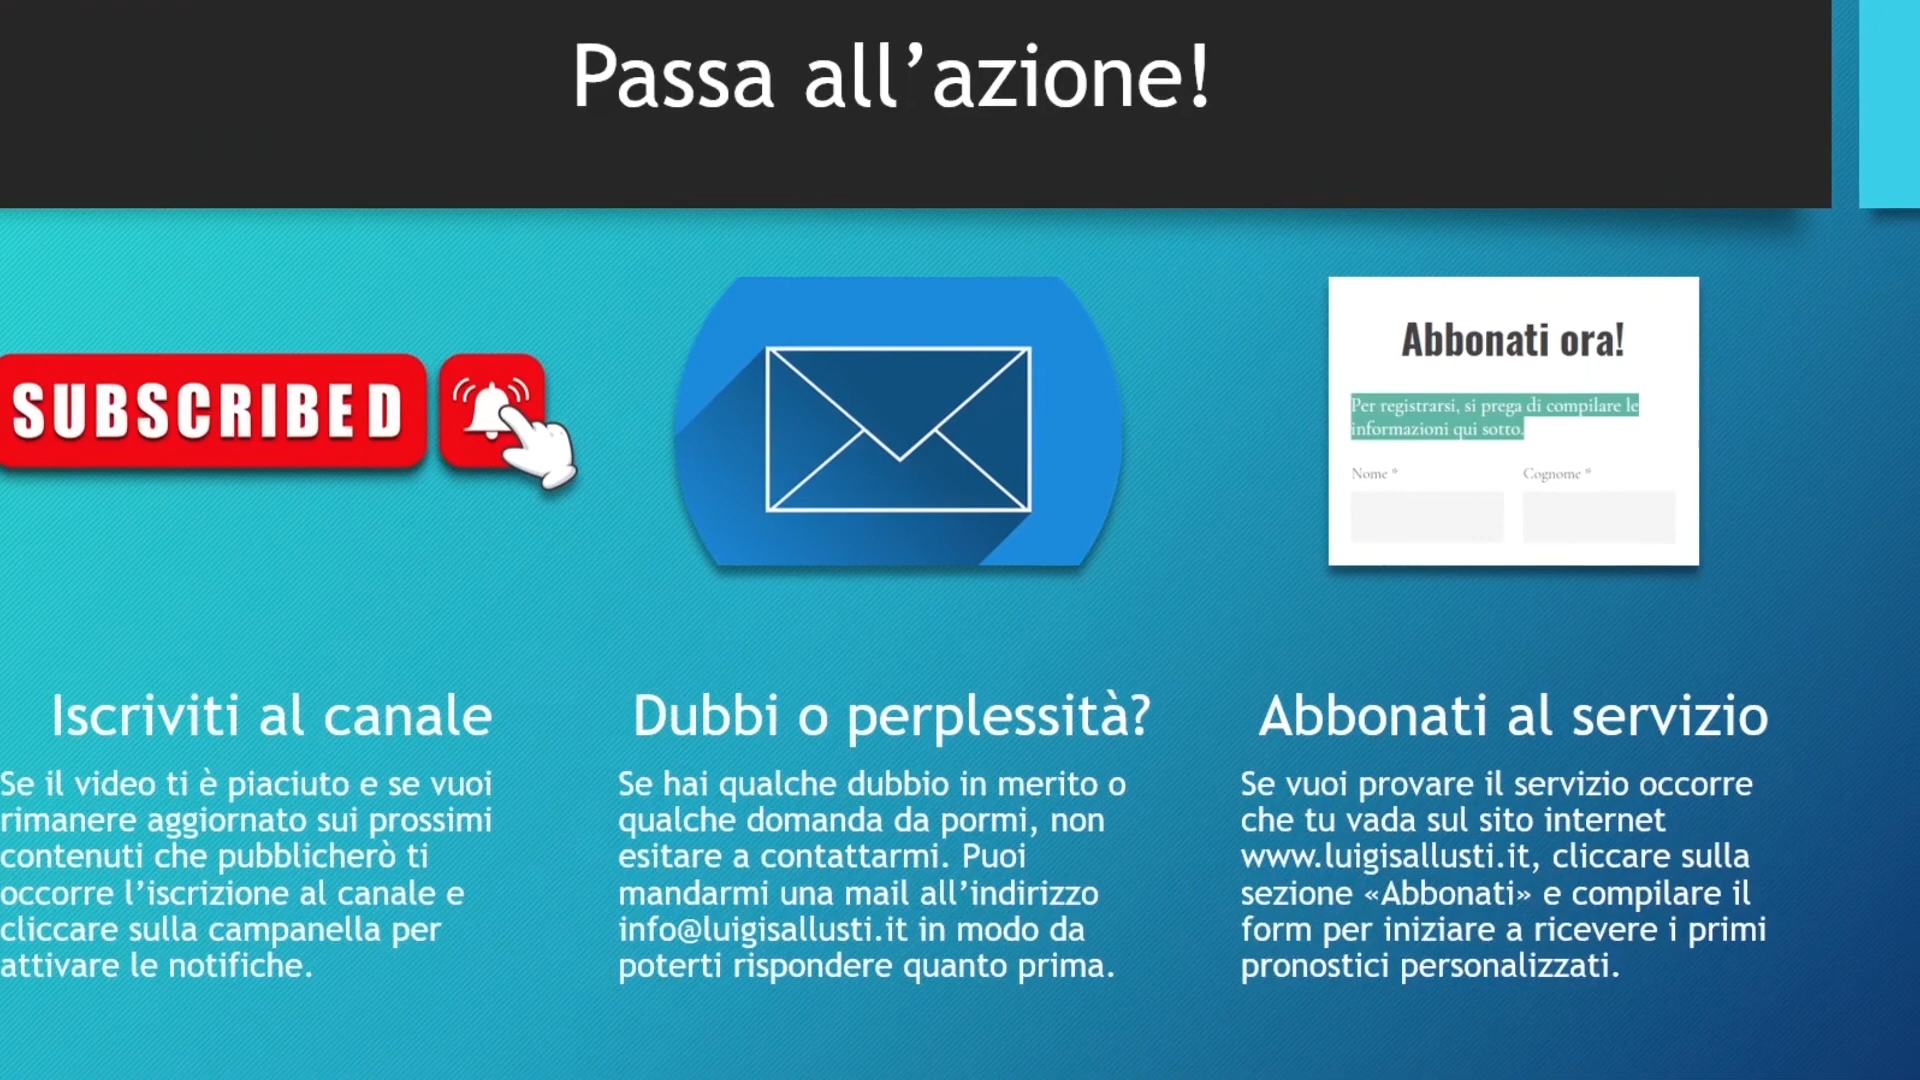 Passa all’azione!
SUBSCRIBED
Abbonati ora!
Per registrarsi, si prega di compilare le
informazioni qui sotto.
Nome *
Cognome *
Iscriviti al canale
Se il video ti è piaciuto e se vuoi
rimanere aggiornato sui prossimi
contenuti che pubblicherò ti
occorre l’iscrizione al canale e
cliccare sulla campanella per
attivare le notifiche.
Dubbi o perplessità?
Se hai qualche dubbio in merito o
qualche domanda da pormi, non
esitare a contattarmi. Puoi
mandarmi una mail all’indirizzo
info@luigisallusti.it in modo da
poterti rispondere quanto prima.
Abbonati al servizio
Se vuoi provare il servizio occorre
che tu vada sul sito internet
www.luigisallusti.it, cliccare sulla
sezione «Abbonati» e compilare il
form per iniziare a ricevere i primi
pronostici personalizzati.